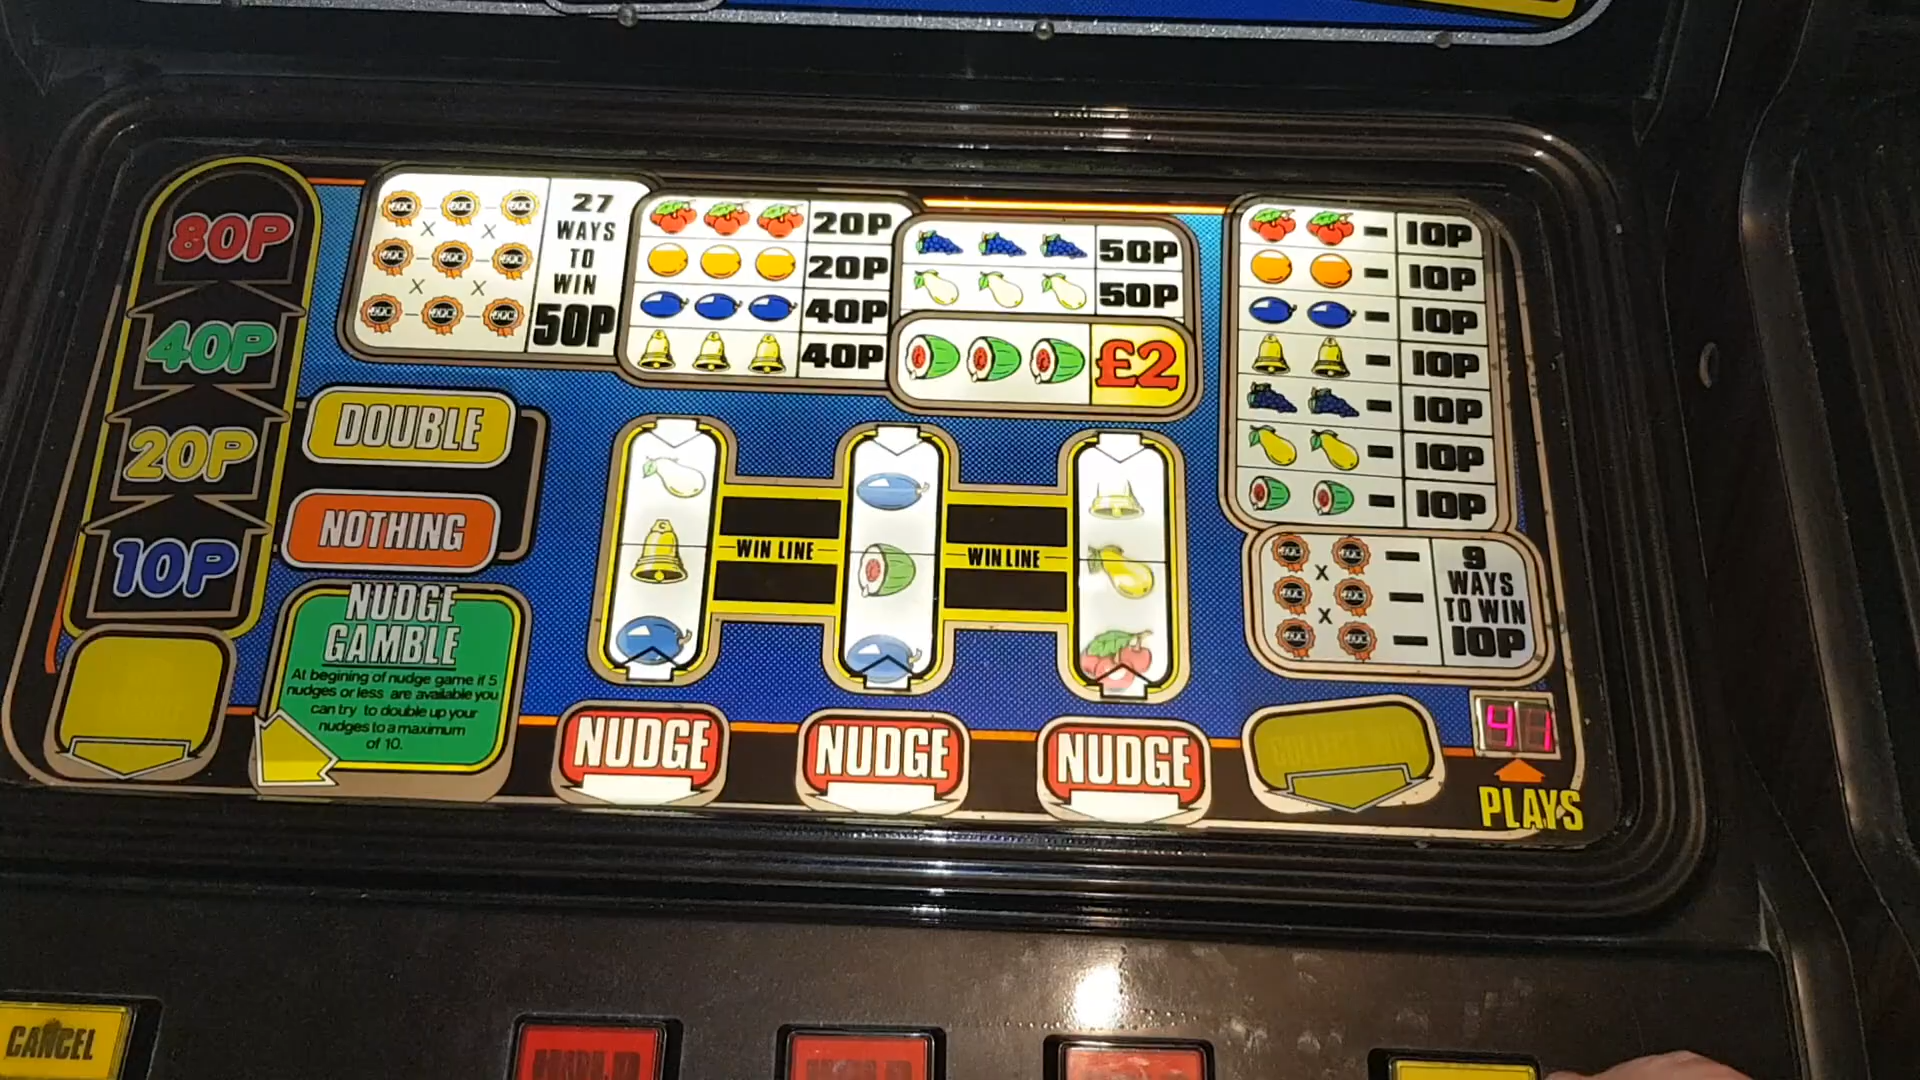 80P
40P
20P
10P
DOUBLE
NOTHING
NUDGE
GAMBLE
At begining of nudge game if 5
nudges or less are available you
can try to double up your
nudges to a maximum
of 10.
27
WAYS
TO
WIN
50P
20P
20P
40P
40P
50P
50P
£2
10P
10P
10P
10P
10P
10P
10P
9
WAYS
TO WIN
10P
WIN LINE
WIN LINE
NUDGE
NUDGE
NUDGE
41
PLAYS
CANCEL
HOLD
HOLD